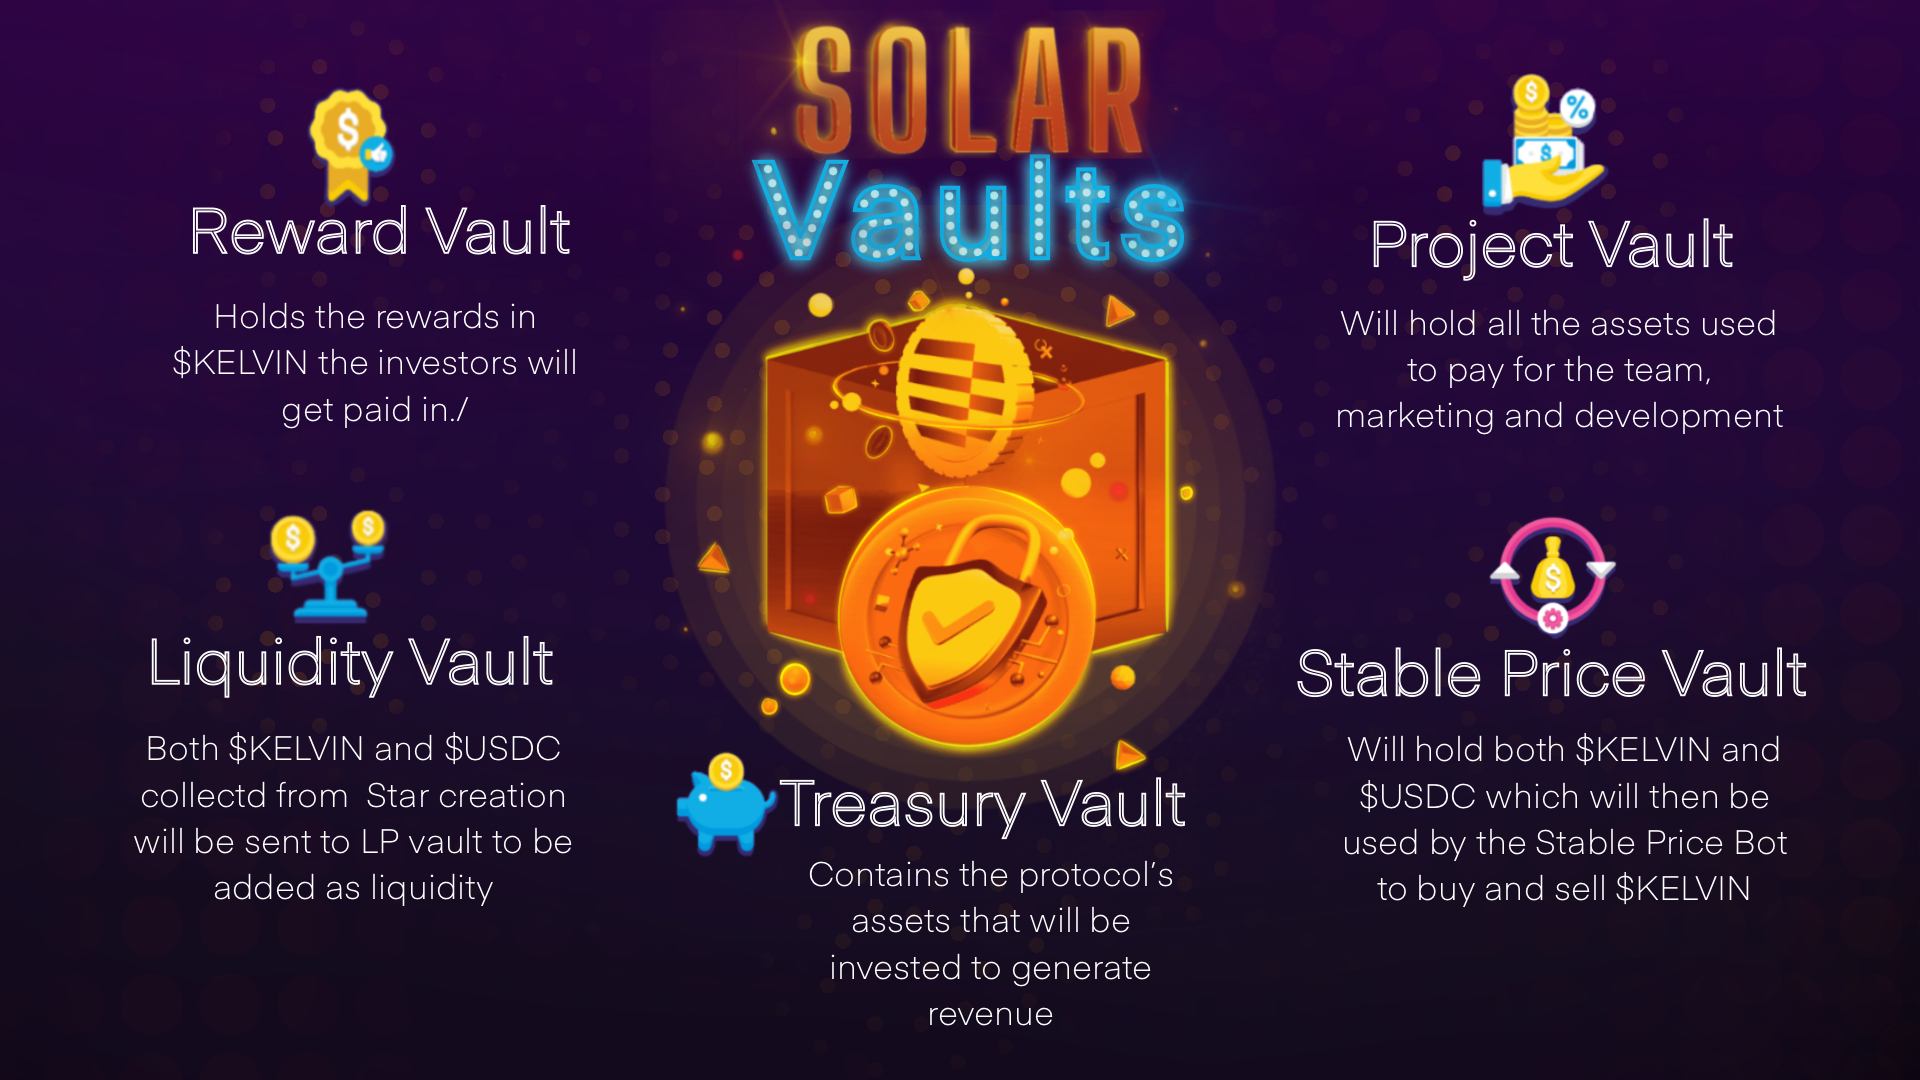 SOLAR
Vaults
Reward Vault
Holds the rewards in
$KELVIN the investors will
get paid in./
Project Vault
Will hold all the assets used
to pay for the team,
marketing and development
Liquidity Vault
Both $KELVIN and $USDC
collectd from  Star creation
will be sent to LP vault to be
added as liquidity
Stable Price Vault
Will hold both $KELVIN and
$USDC which will then be
used by the Stable Price Bot
to buy and sell $KELVIN
Treasury Vault
Contains the protocol’s
assets that will be
invested to generate
revenue